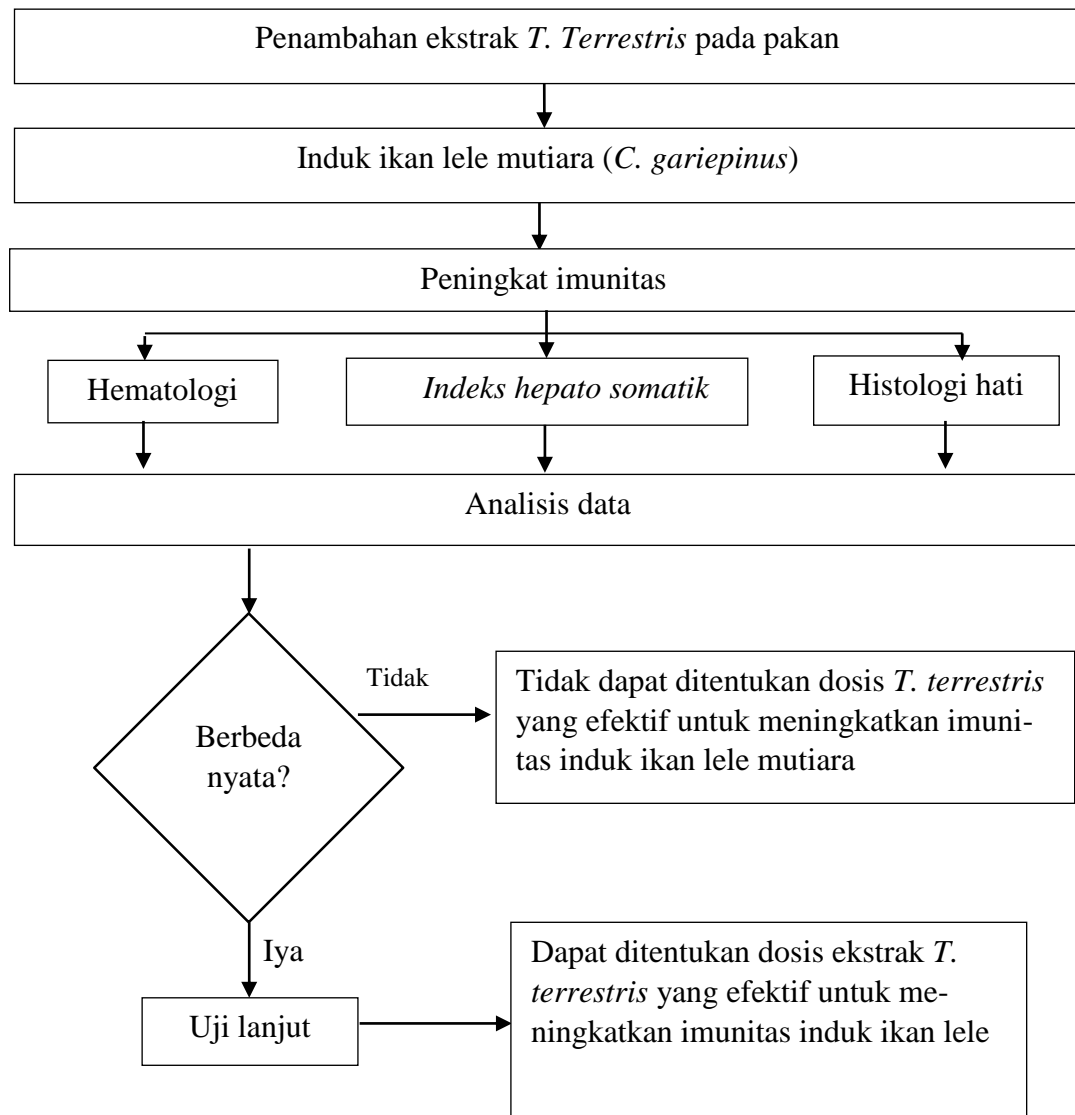 Penambahan ekstrak T. Terrestris pada pakan
Induk ikan lele mutiara (C. gariepinus)
Peningkat imunitas
Hematologi
Indeks hepato somatik
Histologi hati
Analisis data
Berbeda
nyata?
Tidak
Tidak dapat ditentukan dosis T. terrestris
yang efektif untuk meningkatkan imuni-
tas induk ikan lele mutiara
Iya
Uji lanjut
Dapat ditentukan dosis ekstrak T.
terrestris yang efektif untuk me-
ningkatkan imunitas induk ikan lele